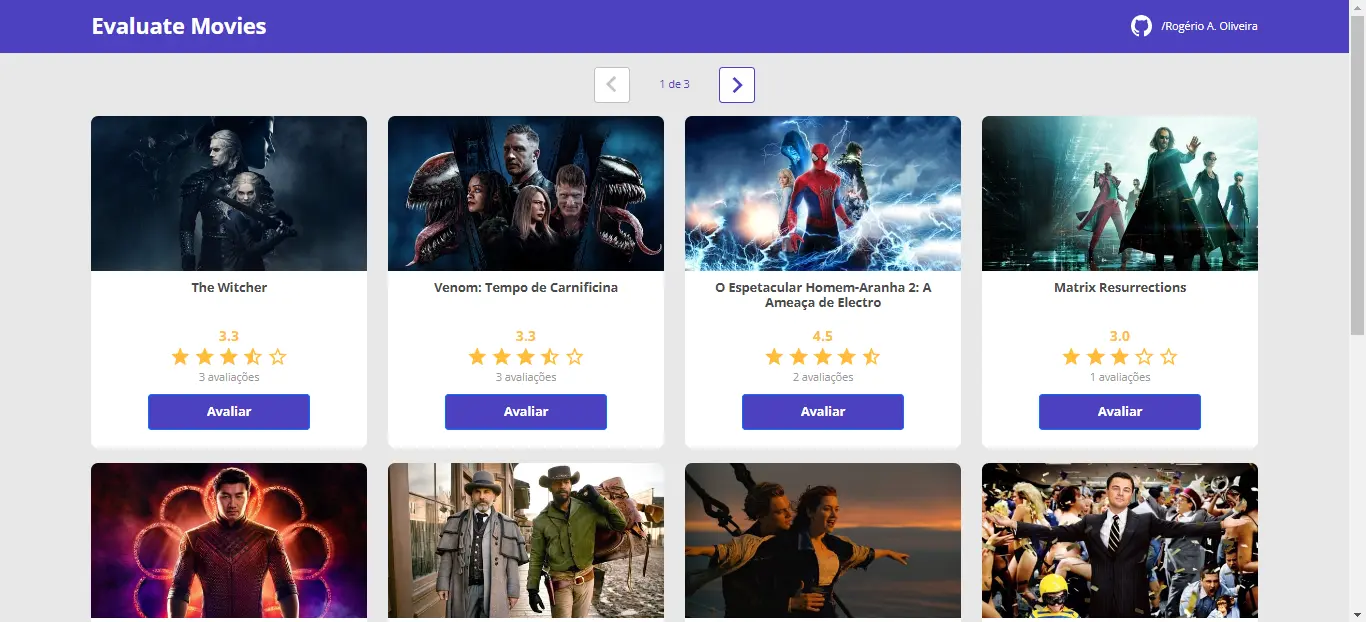 Evaluate Movies
/Rogério A. Oliveira
1 de 3
The Witcher
3.3
3 avaliações
Avaliar
Venom: Tempo de Carnificina
3.3
3 avaliações
Avaliar
O Espetacular Homem-Aranha 2: A
Ameaça de Electro
4.5
2 avaliações
Avaliar
Matrix Resurrections
3.0
1 avaliações
Avaliar